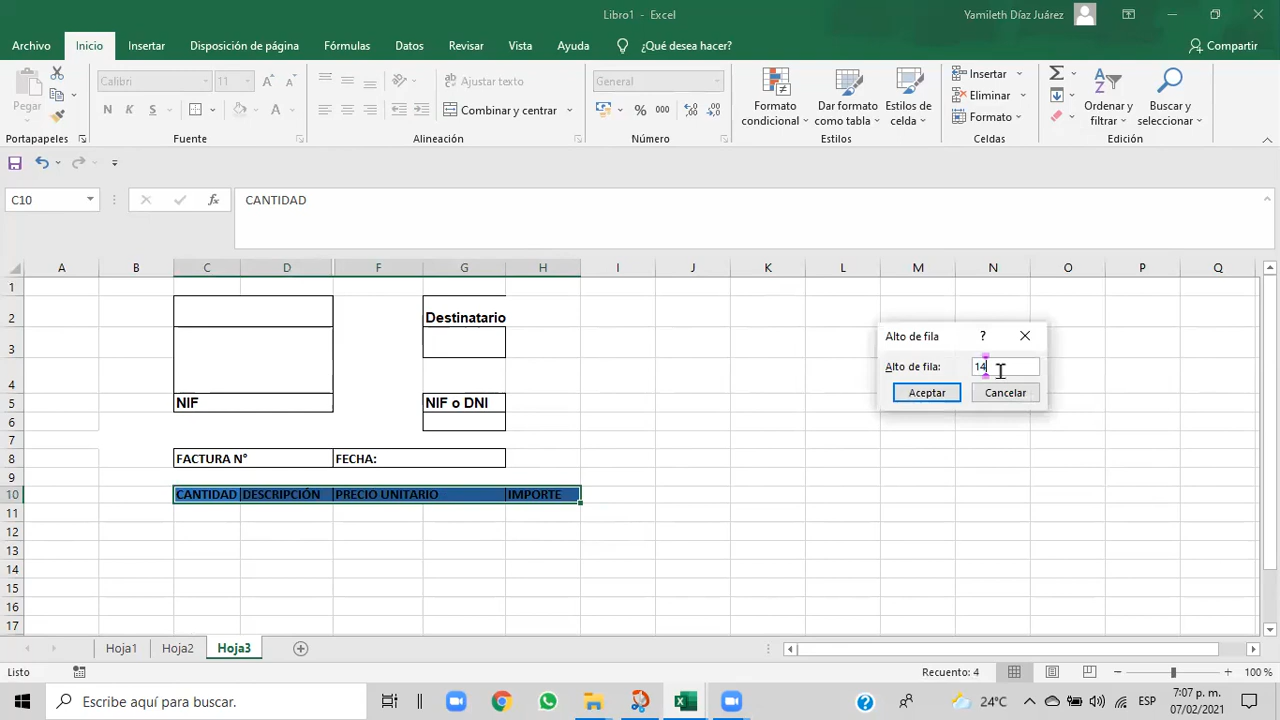 Libro1 - Excel
Yamileth Díaz Juárez
Archivo Inicio Insertar Disposición de página Fórmulas Datos Revisar Vista Ayuda ¿Qué desea hacer? Compartir
Pegar
Calibri 11
N K S
Ajustar texto
Combinar y centrar
General
% 000
Formato condicional
Dar formato como tabla
Estilos de celda
Insertar
Eliminar
Formato
Ordenar y filtrar
Buscar y seleccionar
Portapapeles Fuente Alineación Número Estilos Celdas Edición
C10 fx CANTIDAD
A B C D F G H I J K L M N O P Q
1
2 Destinatario
3
4
5 NIF NIF o DNI
6
7
8 FACTURA N° FECHA:
9
10 CANTIDAD DESCRIPCIÓN PRECIO UNITARIO IMPORTE
11
12
13
14
15
16
17
Alto de fila ?
Alto de fila: 14
Aceptar Cancelar
Hoja1 Hoja2 Hoja3
Listo Recuento: 4 100 %
Escribe aquí para buscar. 24°C ESP 7:07 p. m.
07/02/2021